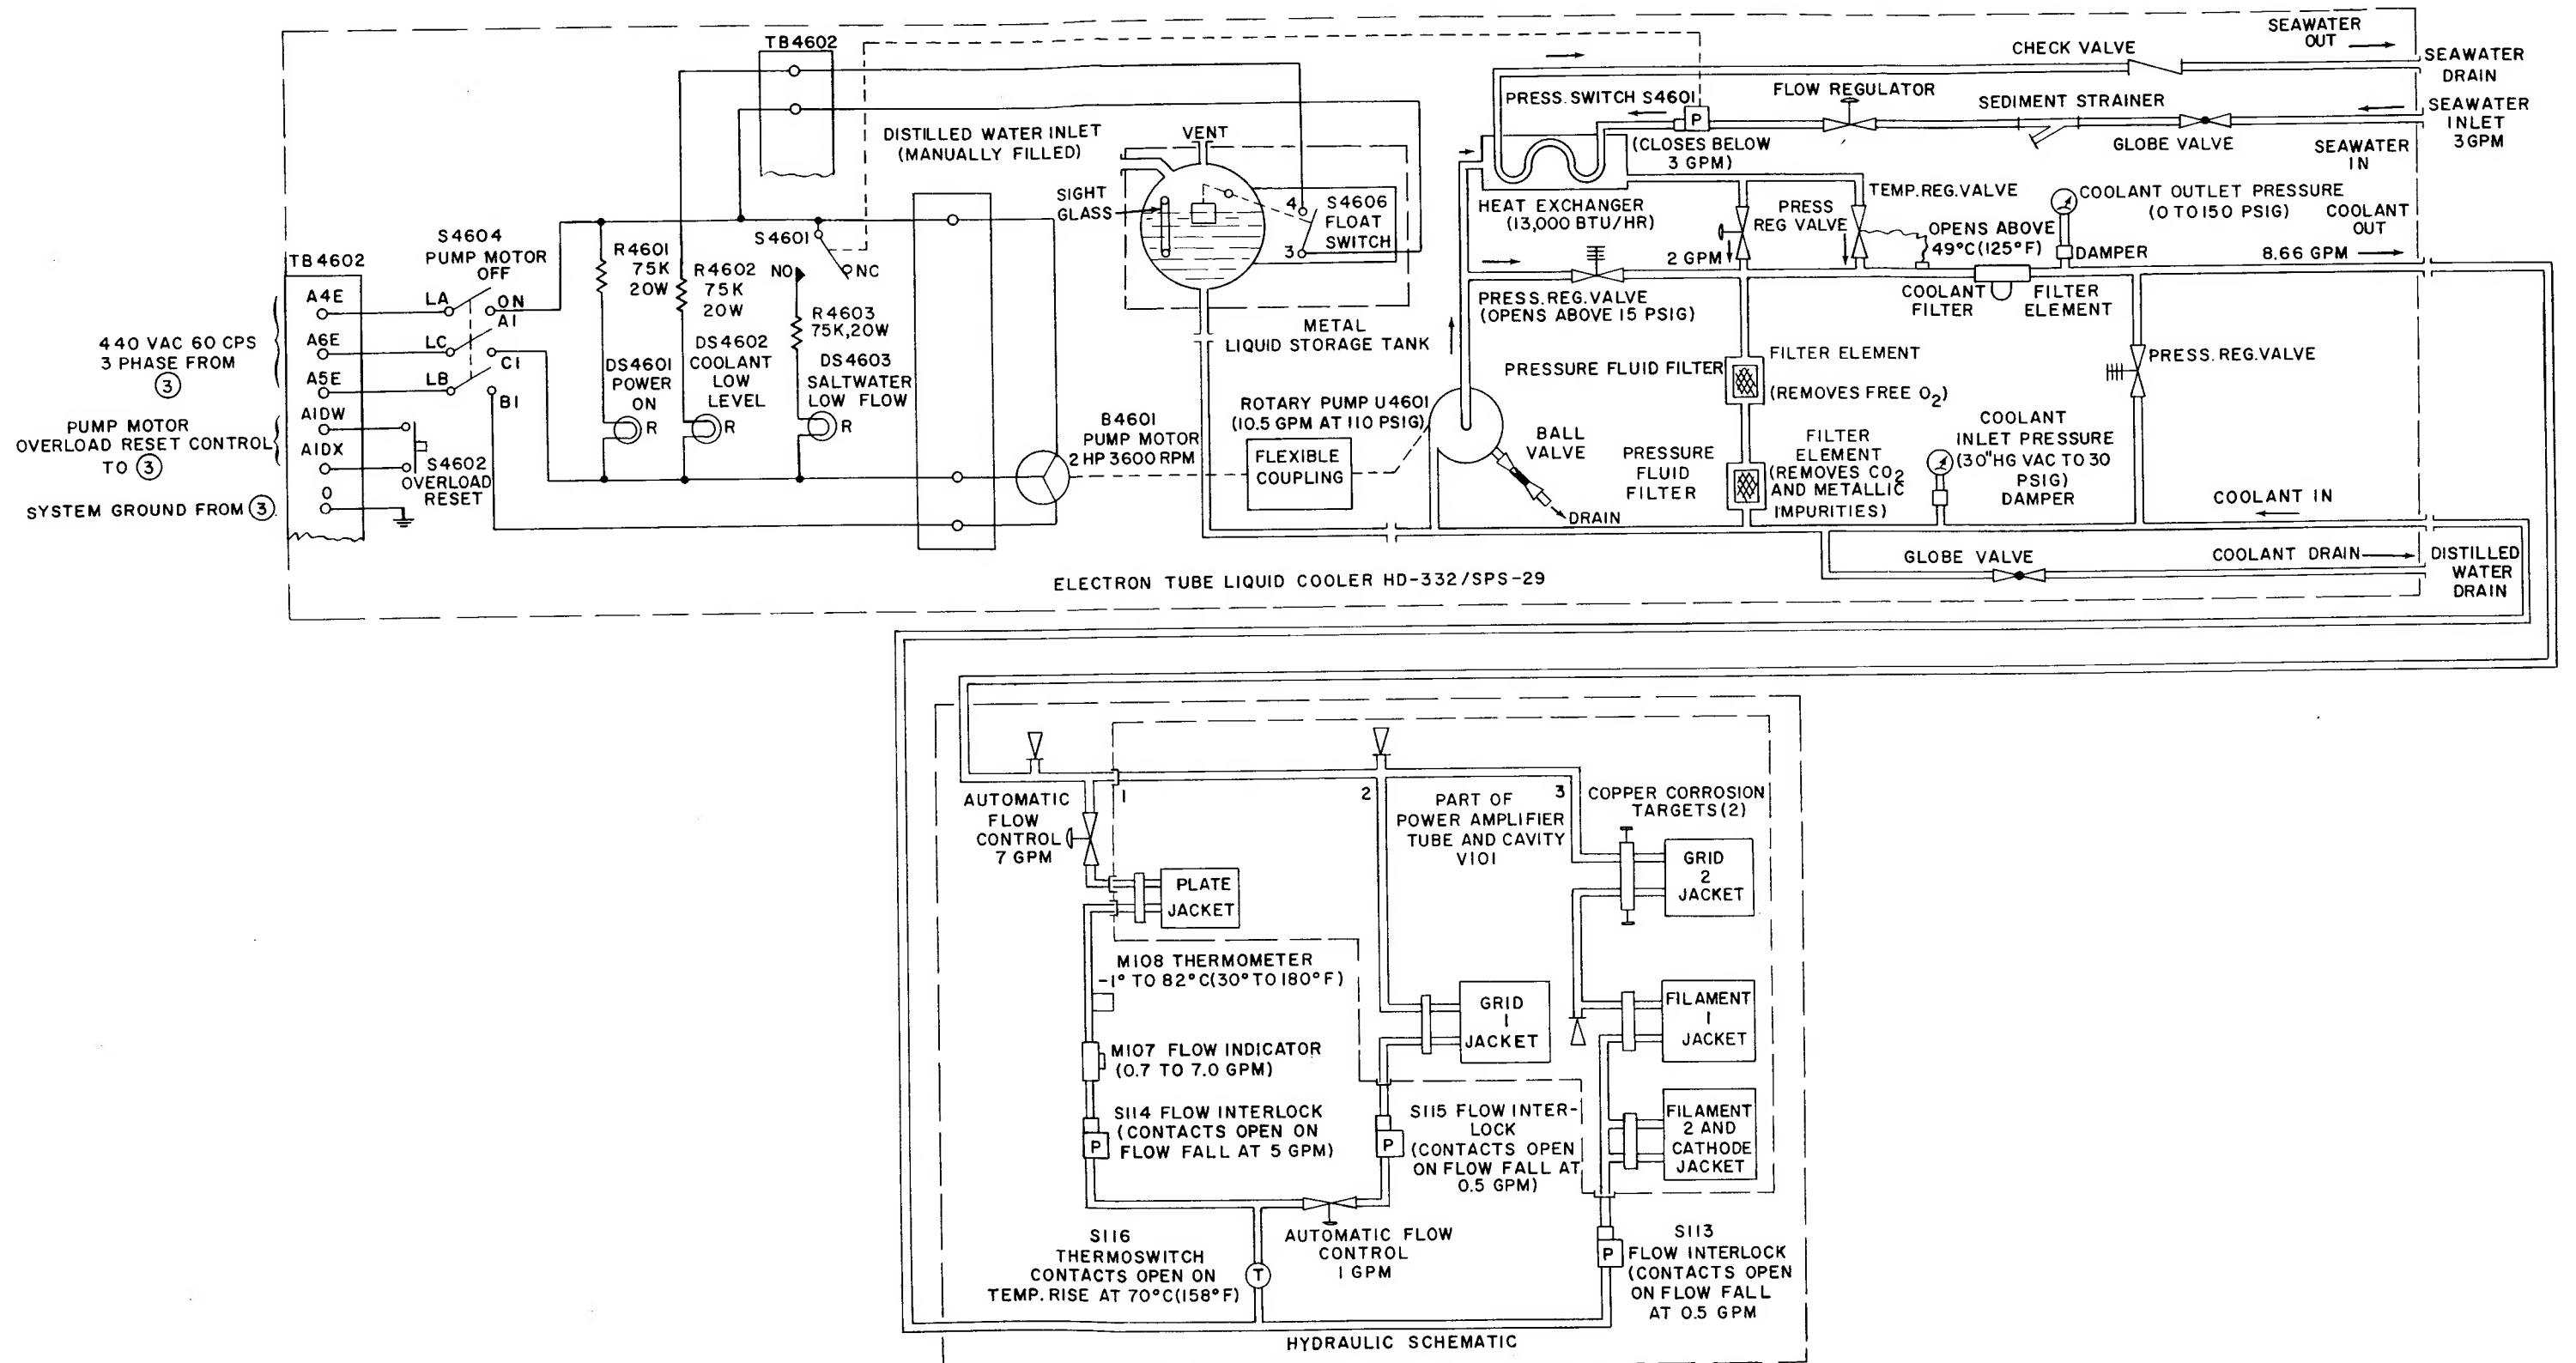 TB4602
S4604
PUMP MOTOR
OFF
TB4602
A4E
LA
ON
A1
A6E
LC
C1
A5E
LB
B1
440 VAC 60 CPS
3 PHASE FROM
3
A1DW
A1DX
PUMP MOTOR
OVERLOAD RESET CONTROL
TO 3
S4602
OVERLOAD
RESET
0
SYSTEM GROUND FROM 3
R4601
75K
20W
R4602
75K
20W
S4601
NO
NC
R4603
75K,20W
DS4601
POWER
ON
R
DS4602
COOLANT
LOW
LEVEL
R
DS4603
SALTWATER
LOW FLOW
R
B4601
PUMP MOTOR
2 HP 3600 RPM
FLEXIBLE
COUPLING
DISTILLED WATER INLET
(MANUALLY FILLED)
VENT
SIGHT
GLASS
4
3
S4606
FLOAT
SWITCH
METAL
LIQUID STORAGE TANK
ROTARY PUMP U4601
(10.5 GPM AT 110 PSIG)
BALL
VALVE
DRAIN
PRESS. SWITCH S4601
P
(CLOSES BELOW
3 GPM)
HEAT EXCHANGER
(13,000 BTU/HR)
FLOW REGULATOR
CHECK VALVE
SEDIMENT STRAINER
GLOBE VALVE
SEAWATER
OUT
SEAWATER
DRAIN
SEAWATER
INLET
3GPM
SEAWATER
IN
PRESS
REG VALVE
2 GPM
TEMP.REG.VALVE
OPENS ABOVE
49°C(125°F)
COOLANT OUTLET PRESSURE
(0 TO 150 PSIG)
DAMPER
COOLANT
OUT
8.66 GPM
COOLANT
FILTER
FILTER
ELEMENT
PRESS.REG.VALVE
(OPENS ABOVE 15 PSIG)
PRESSURE FLUID FILTER
FILTER ELEMENT
(REMOVES FREE O2)
PRESS.REG.VALVE
PRESSURE
FLUID
FILTER
FILTER
ELEMENT
(REMOVES CO2
AND METALLIC
IMPURITIES)
COOLANT
INLET PRESSURE
(30"HG VAC TO 30
PSIG)
DAMPER
COOLANT IN
GLOBE VALVE
COOLANT DRAIN
DISTILLED
WATER
DRAIN
ELECTRON TUBE LIQUID COOLER HD-332/SPS-29
1
2
3
AUTOMATIC
FLOW
CONTROL
7 GPM
PART OF
POWER AMPLIFIER
TUBE AND CAVITY
V101
COPPER CORROSION
TARGETS(2)
PLATE
JACKET
GRID
2
JACKET
M108 THERMOMETER
-1° TO 82°C(30°TO180°F)
GRID
1
JACKET
FILAMENT
1
JACKET
M107 FLOW INDICATOR
(0.7 TO 7.0 GPM)
S114 FLOW INTERLOCK
(CONTACTS OPEN ON
FLOW FALL AT 5 GPM)
P
P
S115 FLOW INTER-
LOCK
(CONTACTS OPEN
ON FLOW FALL AT
0.5 GPM)
FILAMENT
2 AND
CATHODE
JACKET
S116
THERMOSWITCH
CONTACTS OPEN ON
TEMP. RISE AT 70°C(158°F)
T
AUTOMATIC FLOW
CONTROL
1 GPM
P
S113
FLOW INTERLOCK
(CONTACTS OPEN
ON FLOW FALL
AT 0.5 GPM
HYDRAULIC SCHEMATIC